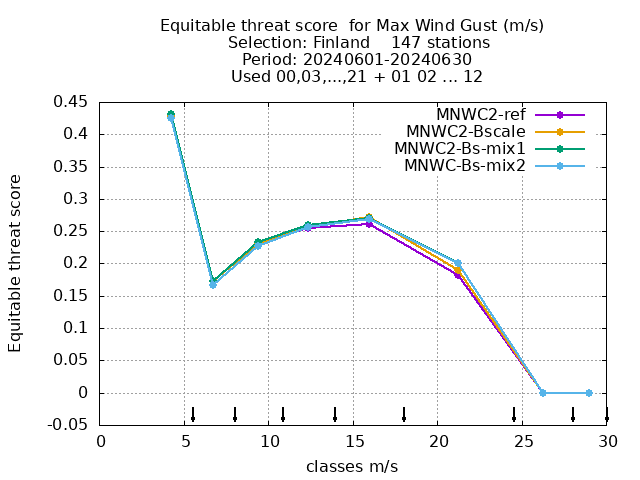 Equitable threat score  for Max Wind Gust (m/s)
Selection: Finland    147 stations
Period: 20240601-20240630
Used 00,03,...,21 + 01 02 ... 12
MNWC2-ref
MNWC2-Bscale
MNWC2-Bs-mix1
MNWC-Bs-mix2
Equitable threat score
0.45
0.4
0.35
0.3
0.25
0.2
0.15
0.1
0.05
0
-0.05
0 5 10 15 20 25 30
classes m/s